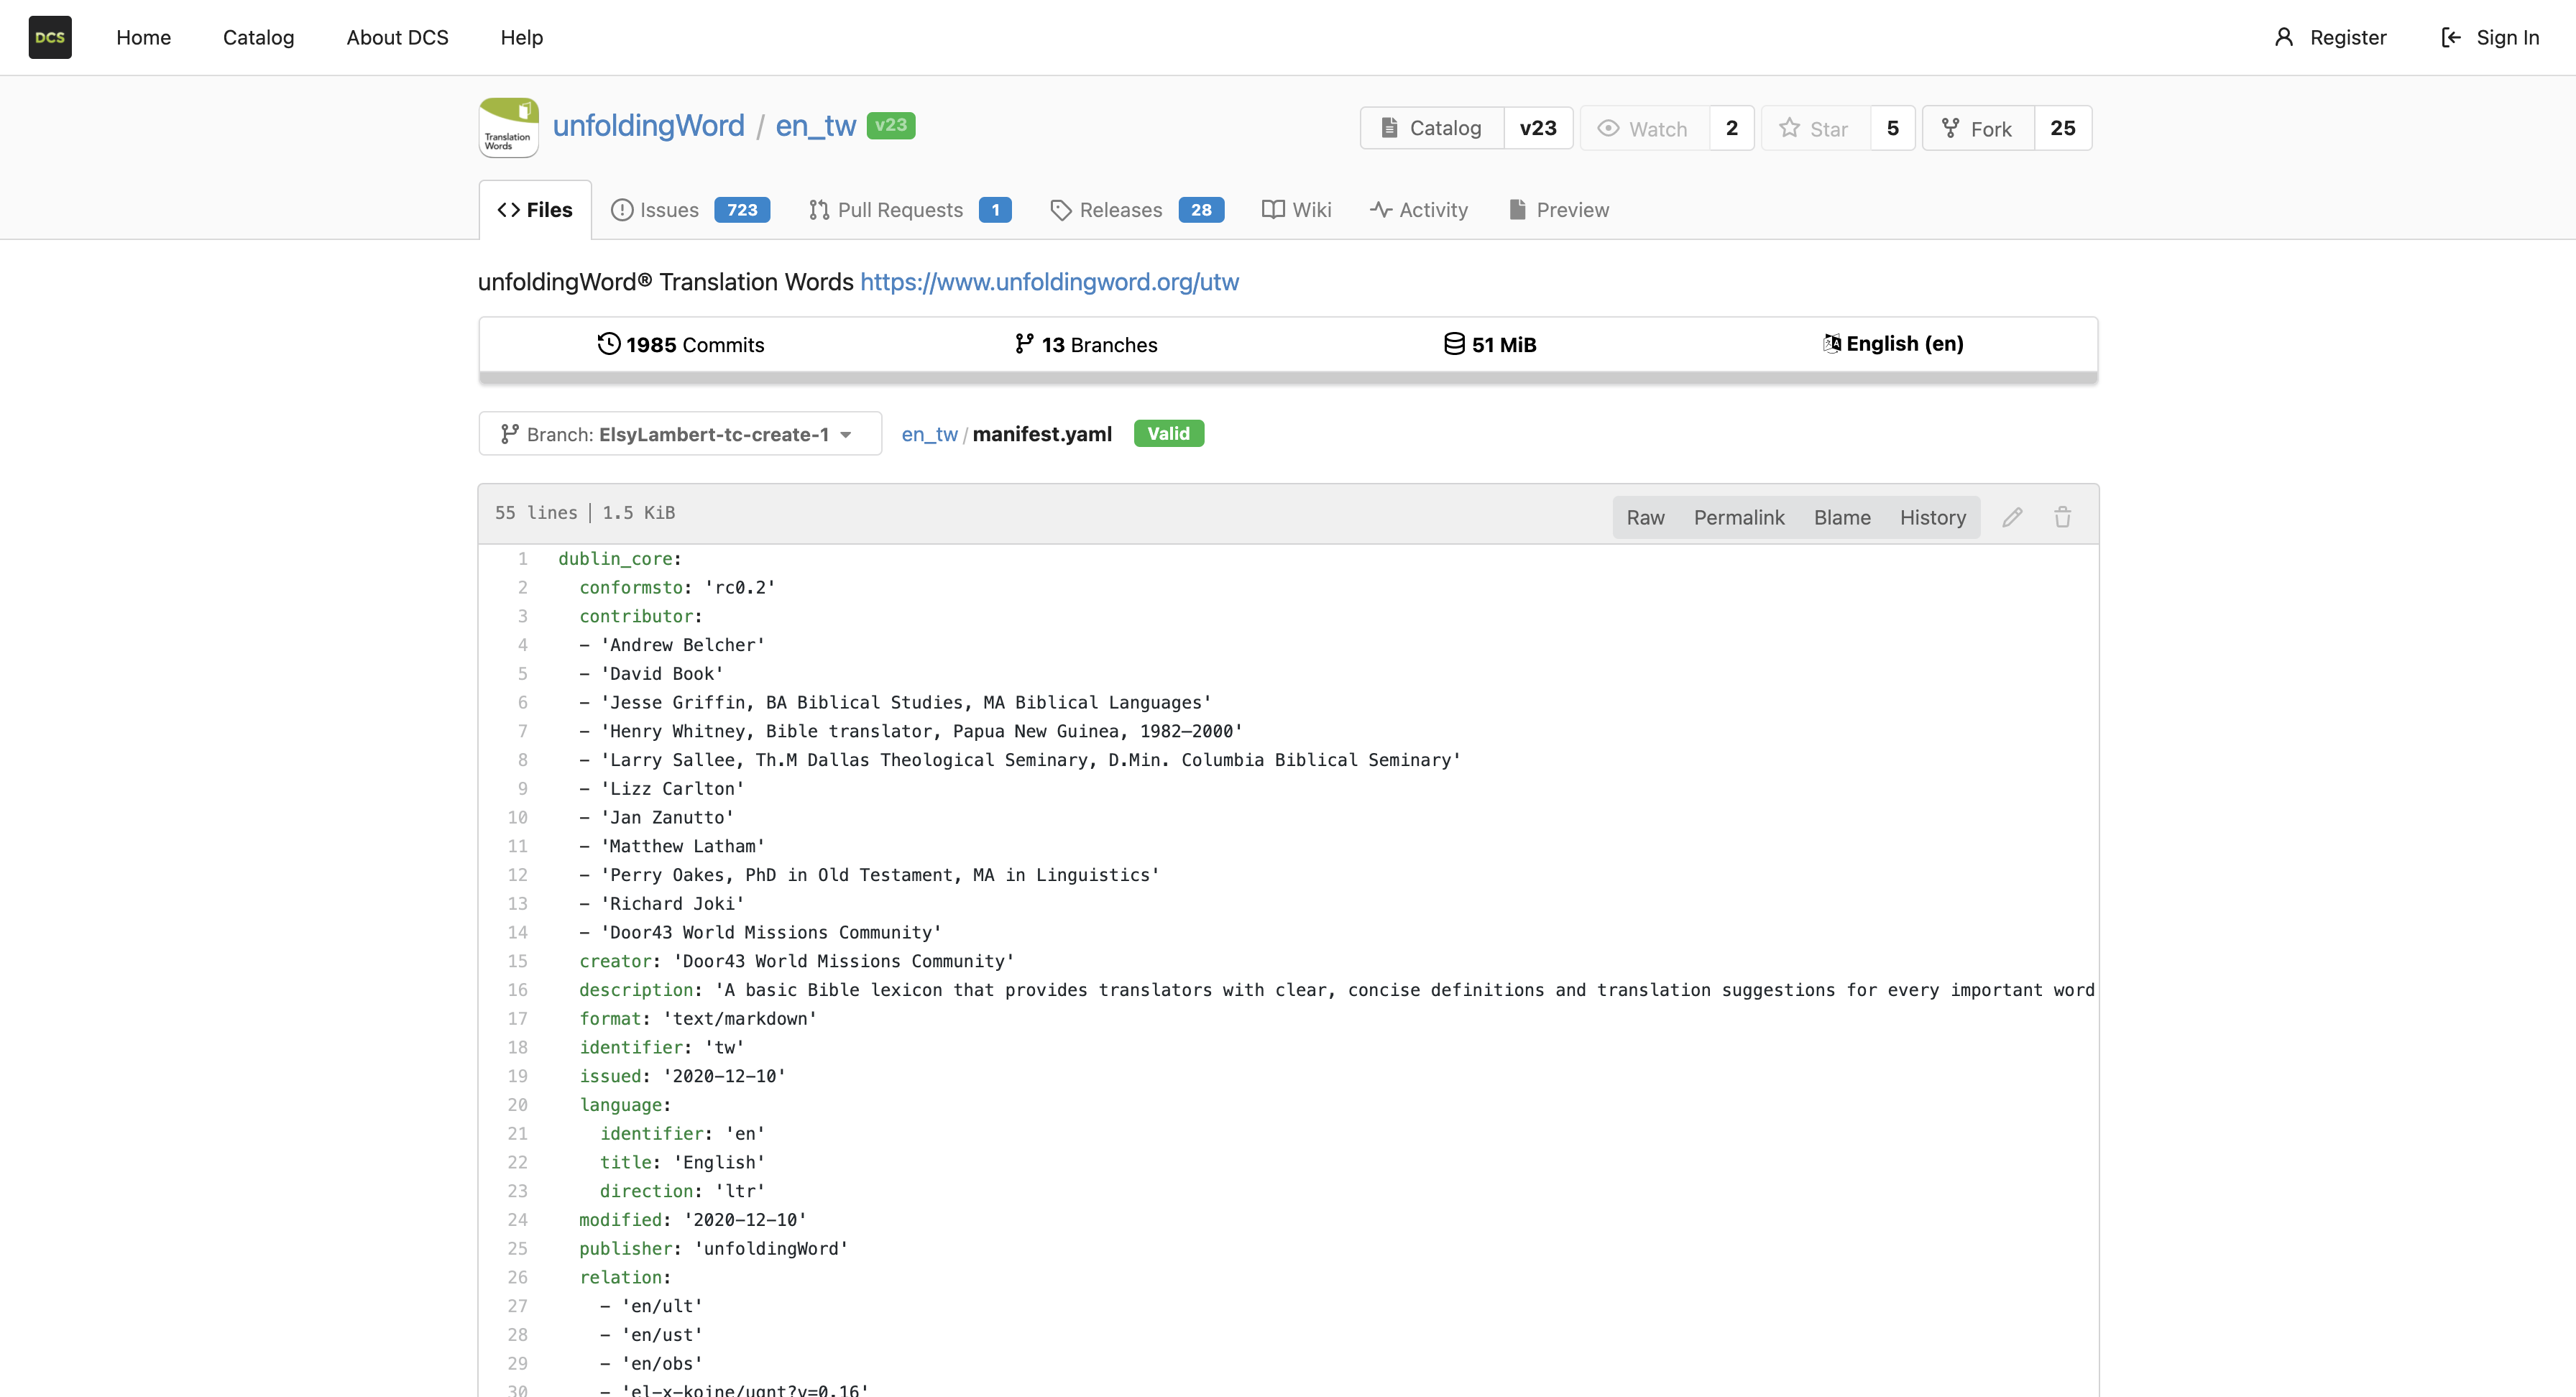 DCS Home Catalog About DCS Help Register Sign In
Translation Words
unfoldingWord / en_tw v23
Catalog v23 Watch 2 Star 5 Fork 25
Files Issues 723 Pull Requests 1 Releases 28 Wiki Activity Preview
unfoldingWord® Translation Words https://www.unfoldingword.org/utw
1985 Commits 13 Branches 51 MiB English (en)
Branch: ElsyLambert-tc-create-1 en_tw / manifest.yaml Valid
55 lines | 1.5 KiB Raw Permalink Blame History
1 dublin_core:
2 conformsto: 'rc0.2'
3 contributor:
4 - 'Andrew Belcher'
5 - 'David Book'
6 - 'Jesse Griffin, BA Biblical Studies, MA Biblical Languages'
7 - 'Henry Whitney, Bible translator, Papua New Guinea, 1982–2000'
8 - 'Larry Sallee, Th.M Dallas Theological Seminary, D.Min. Columbia Biblical Seminary'
9 - 'Lizz Carlton'
10 - 'Jan Zanutto'
11 - 'Matthew Latham'
12 - 'Perry Oakes, PhD in Old Testament, MA in Linguistics'
13 - 'Richard Joki'
14 - 'Door43 World Missions Community'
15 creator: 'Door43 World Missions Community'
16 description: 'A basic Bible lexicon that provides translators with clear, concise definitions and translation suggestions for every important word
17 format: 'text/markdown'
18 identifier: 'tw'
19 issued: '2020-12-10'
20 language:
21 identifier: 'en'
22 title: 'English'
23 direction: 'ltr'
24 modified: '2020-12-10'
25 publisher: 'unfoldingWord'
26 relation:
27 - 'en/ult'
28 - 'en/ust'
29 - 'en/obs'
30 - 'el-x-koine/ugnt?v=0.16'